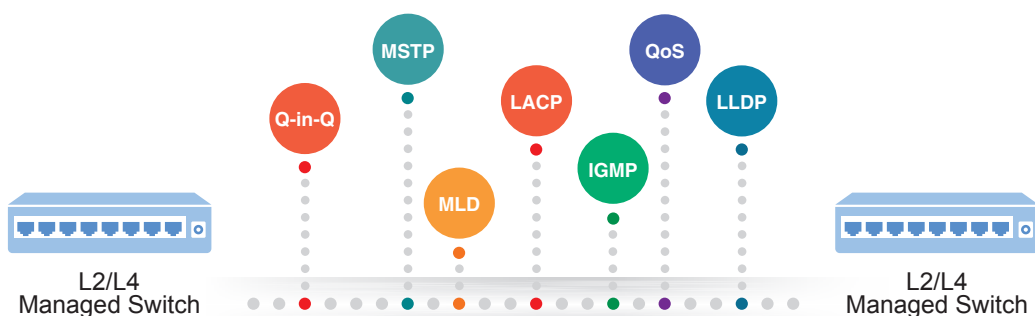 MSTP
QoS
Q-in-Q
LACP
LLDP
IGMP
MLD
L2/L4
Managed Switch
L2/L4
Managed Switch